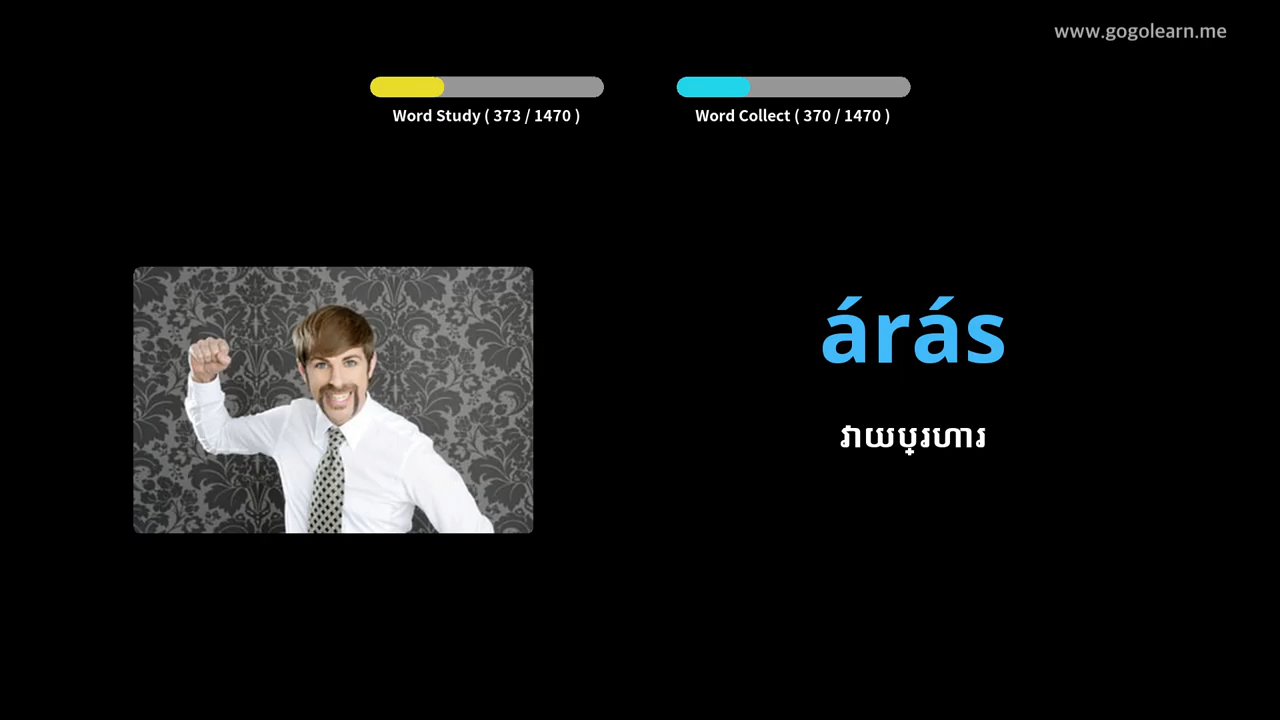 www.gogolearn.me
Word Study ( 373 / 1470 )
Word Collect ( 370 / 1470 )
árás
វាយប្រហារ